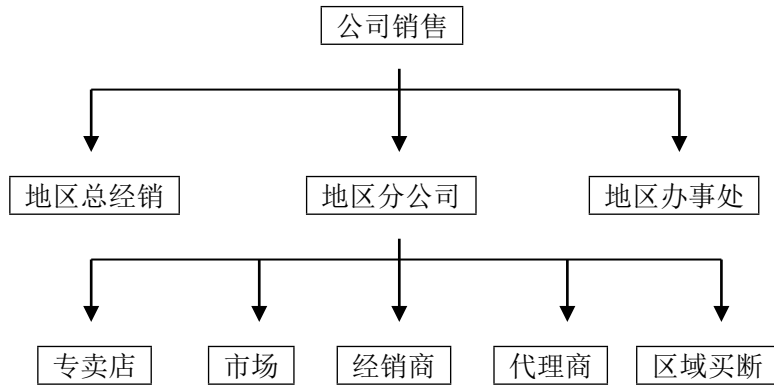 公司销售
地区总经销
地区分公司
地区办事处
专卖店
市场
经销商
代理商
区域买断